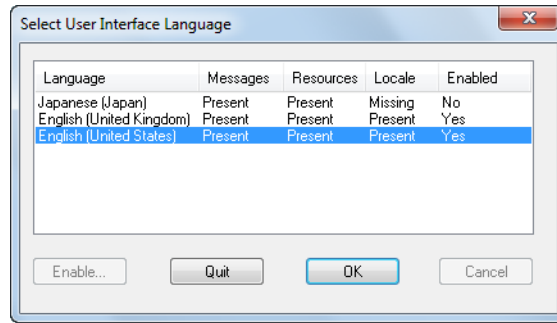 Select User Interface Language
Language Messages Resources Locale Enabled
Japanese (Japan) Present Present Missing No
English (United Kingdom) Present Present Present Yes
English (United States) Present Present Present Yes
Enable... Quit OK Cancel